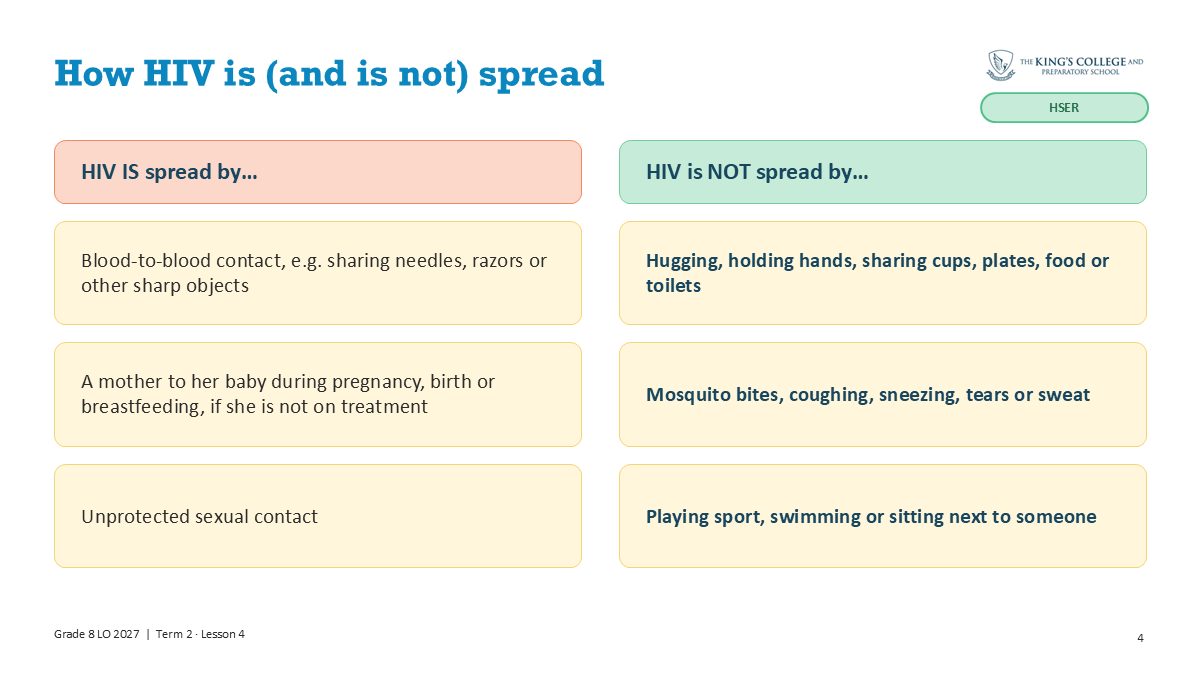 How HIV is (and is not) spread
THE KING'S COLLEGE AND
PREPARATORY SCHOOL
HSER
HIV IS spread by...
HIV is NOT spread by...
Blood-to-blood contact, e.g. sharing needles, razors or
other sharp objects
Hugging, holding hands, sharing cups, plates, food or
toilets
A mother to her baby during pregnancy, birth or
breastfeeding, if she is not on treatment
Mosquito bites, coughing, sneezing, tears or sweat
Unprotected sexual contact
Playing sport, swimming or sitting next to someone
Grade 8 LO 2027 | Term 2 · Lesson 4
4